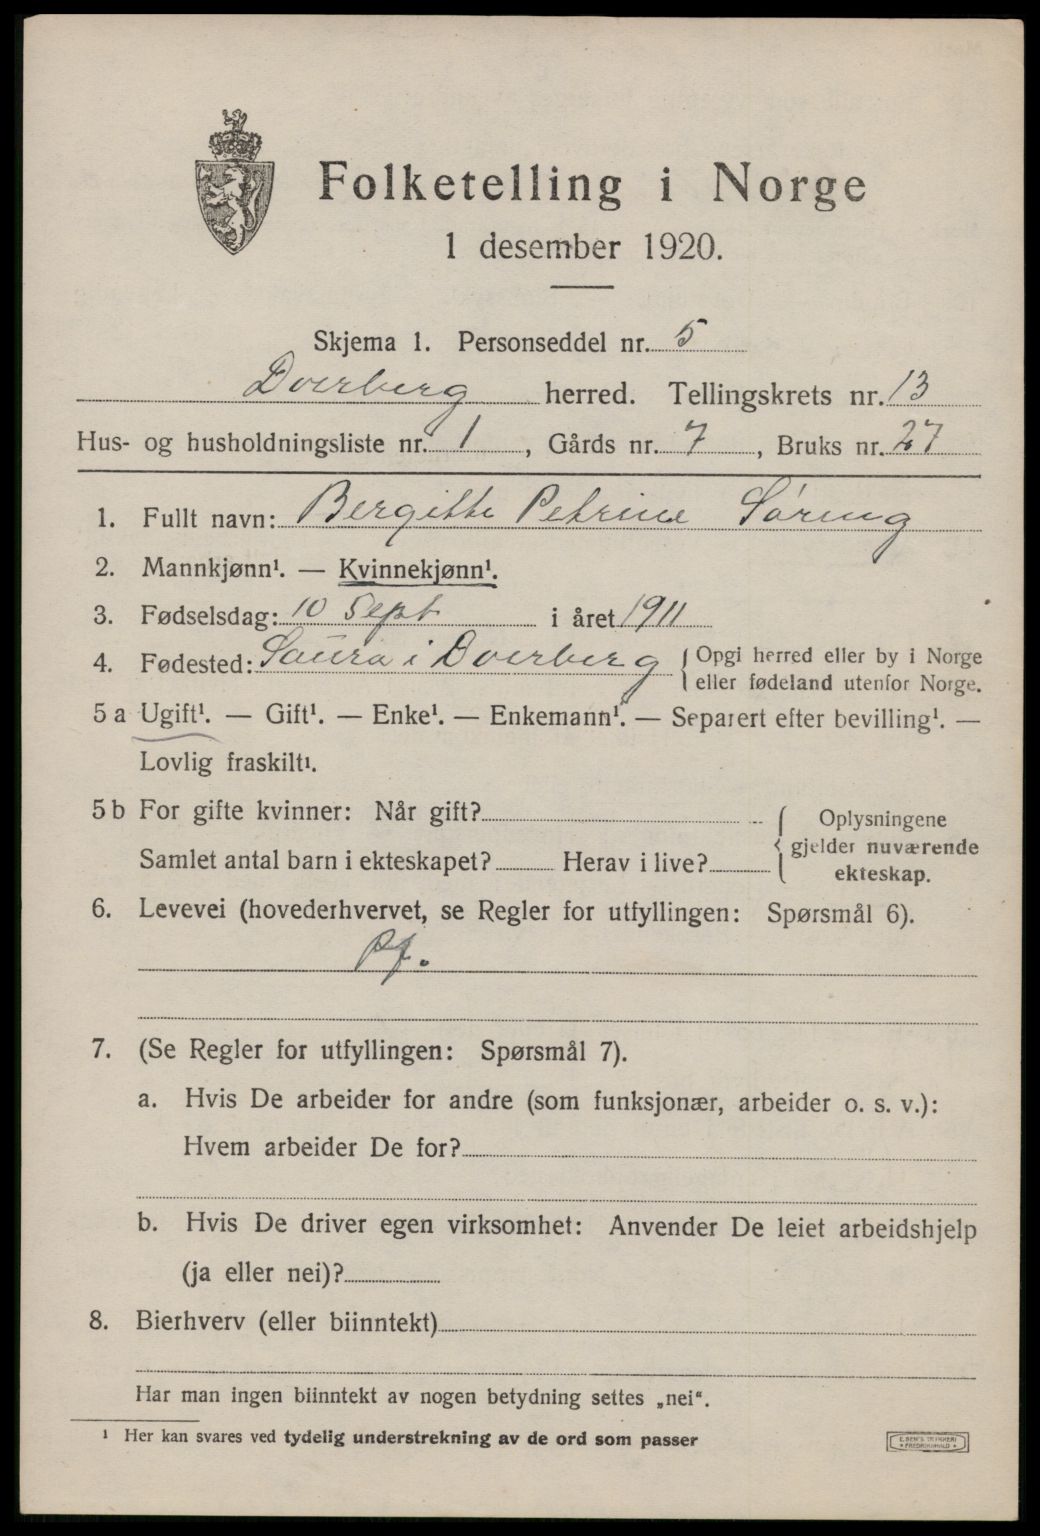 Folketelling i Norge
1 desember 1920.
Skjema 1. Personseddel nr. 5
Dverberg herred. Tellingskrets nr. 13
Hus- og husholdningsliste nr. 1, Gårds nr. 7, Bruks nr. 27
1. Fullt navn: Bergitte Petrine Søring
2. Mannkjønn¹. — Kvinnekjønn¹.
3. Fødselsdag: 10 Sept i året 1911
4. Fødested: Saura i Dverberg { Opgi herred eller by i Norge
eller fødeland utenfor Norge.
5 a Ugift¹. — Gift¹. — Enke¹. — Enkemann¹. — Separert efter bevilling¹. —
Lovlig fraskilt¹.
5 b For gifte kvinner: Når gift?
Samlet antal barn i ekteskapet? Herav i live?
{ Oplysningene
gjelder nuværende
ekteskap.
6. Levevei (hovederhvervet, se Regler for utfyllingen: Spørsmål 6).
Pf.
7. (Se Regler for utfyllingen: Spørsmål 7).
a. Hvis De arbeider for andre (som funksjonær, arbeider o. s. v.):
Hvem arbeider De for?
b. Hvis De driver egen virksomhet: Anvender De leiet arbeidshjelp
(ja eller nei)?
8. Bierhverv (eller biinntekt)
Har man ingen biinntekt av nogen betydning settes „nei“.
¹ Her kan svares ved tydelig understrekning av de ord som passer
E. SEM'S TRYKKERI
* FREDRIKSHALD *